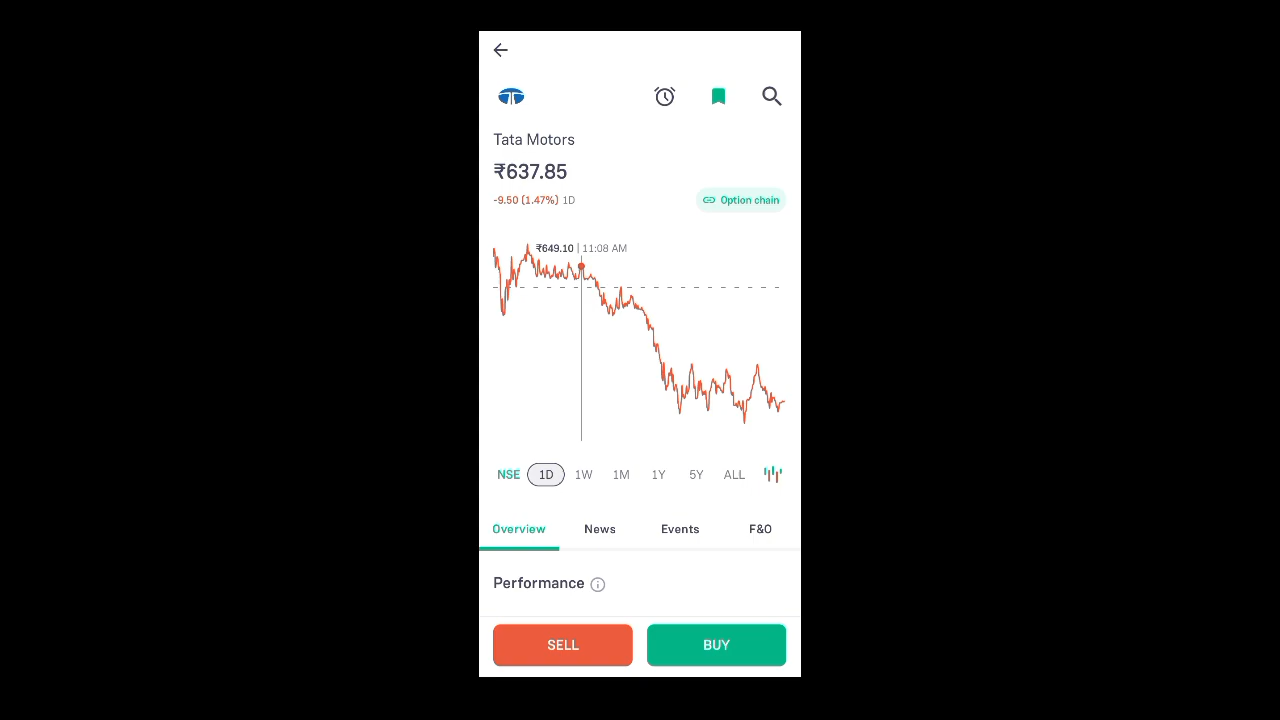 Tata Motors
₹637.85
-9.50 (1.47%) 1D
Option chain
₹649.10 | 11:08 AM
NSE 1D 1W 1M 1Y 5Y ALL
Overview News Events F&O
Performance
SELL BUY